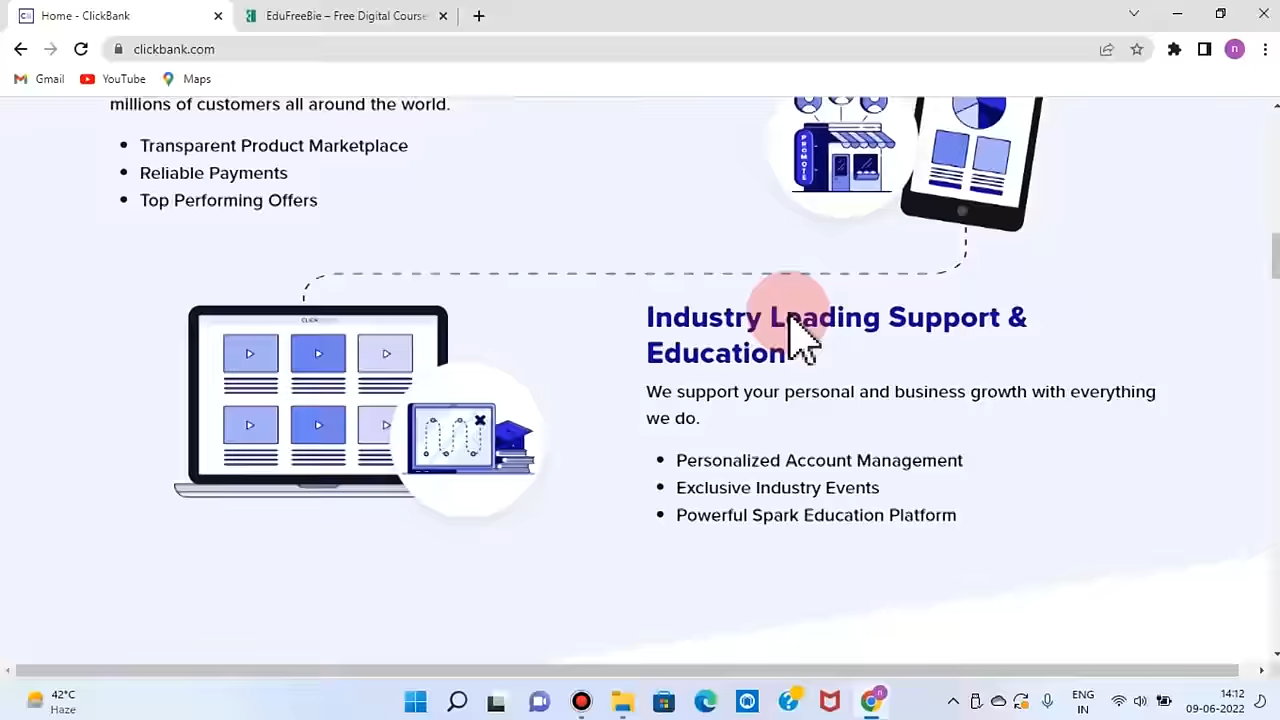 Home - ClickBank
EduFreeBie – Free Digital Course
clickbank.com
n
Gmail
YouTube
Maps
millions of customers all around the world.
Transparent Product Marketplace
Reliable Payments
Top Performing Offers
PROMOTE
CLICK
Industry Leading Support &
Education
We support your personal and business growth with everything
we do.
Personalized Account Management
Exclusive Industry Events
Powerful Spark Education Platform
42°C
Haze
ENG
IN
14:12
09-06-2022